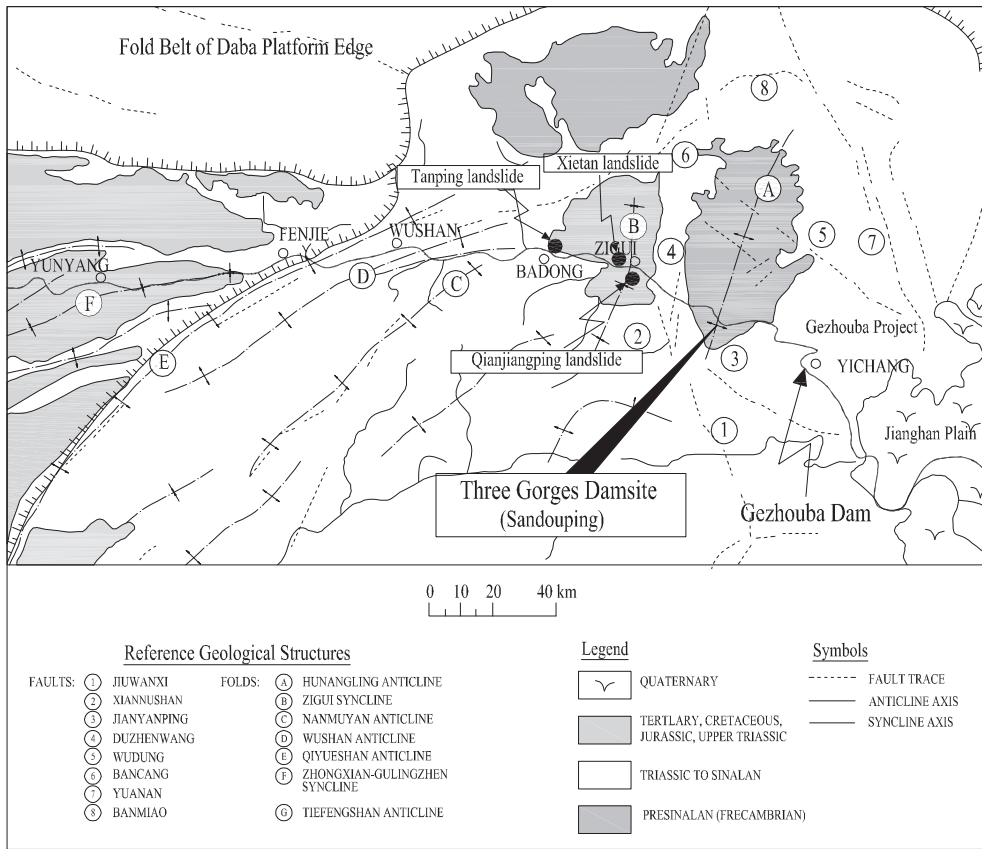 Fold Belt of Daba Platform Edge
8
Xietan landslide
6
Tanping landslide
A
B
FENJIE
WUSHAN
ZIGUI
4
5
7
YUNYANG
D
C
BADONG
F
2
Gezhouba Project
E
Qianjiangping landslide
3
YICHANG
1
Jianghan Plain
Three Gorges Damsite
(Sandouping)
Gezhouba Dam
0 10 20 40 km
Reference Geological Structures
FAULTS:
1 JIUWANXI
2 XIANNUSHAN
3 JIANYANPING
4 DUZHENWANG
5 WUDUNG
6 BANCANG
7 YUANAN
8 BANMIAO
FOLDS:
A HUNANGLING ANTICLINE
B ZIGUI SYNCLINE
C NANMUYAN ANTICLINE
D WUSHAN ANTICLINE
E QIYUESHAN ANTICLINE
F ZHONGXIAN-GULINGZHEN
SYNCLINE
G TIEFENGSHAN ANTICLINE
Legend
QUATERNARY
TERTLARY, CRETACEOUS,
JURASSIC, UPPER TRIASSIC
TRIASSIC TO SINALAN
PRESINALAN (FRECAMBRIAN)
Symbols
FAULT TRACE
ANTICLINE AXIS
SYNCLINE AXIS